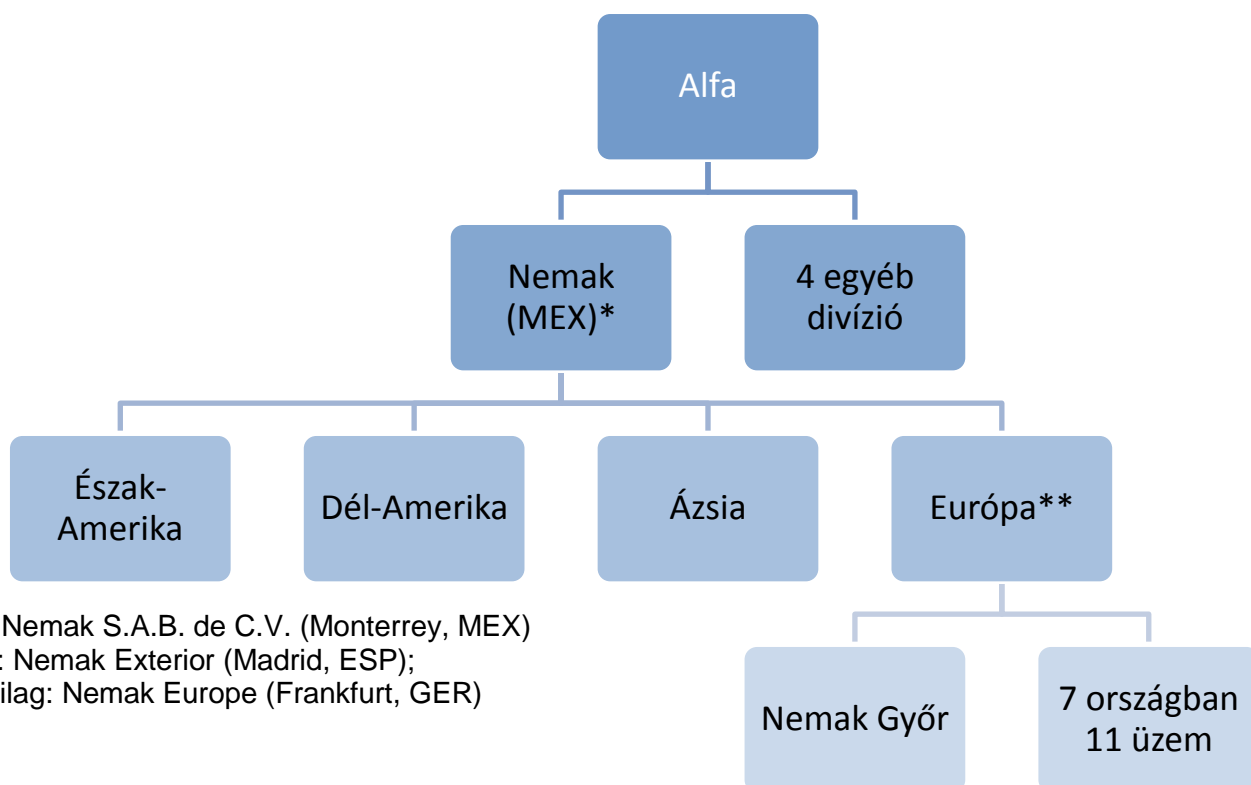 Alfa
Nemak
(MEX)*
4 egyéb
divízió
Észak-
Amerika
Dél-Amerika
Ázsia
Európa**
Nemak S.A.B. de C.V. (Monterrey, MEX)
: Nemak Exterior (Madrid, ESP);
ilag: Nemak Europe (Frankfurt, GER)
Nemak Győr
7 országban
11 üzem